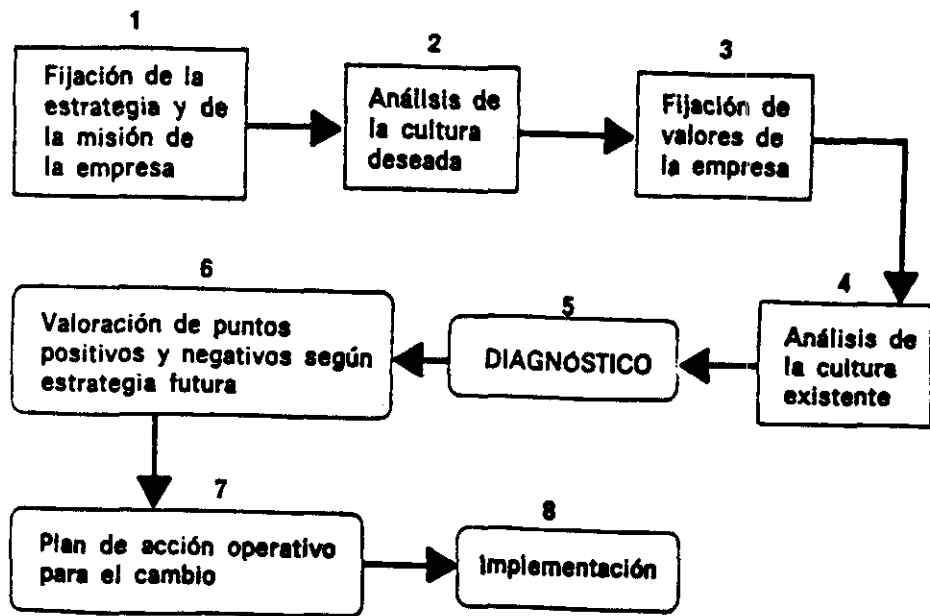 1
Fijación de la
estrategia y de
la misión de
la empresa
2
Análisis de
la cultura
deseada
3
Fijación de
valores de
la empresa
4
Análisis de
la cultura
existente
5
DIAGNÓSTICO
6
Valoración de puntos
positivos y negativos según
estrategia futura
7
Plan de acción operativo
para el cambio
8
Implementación